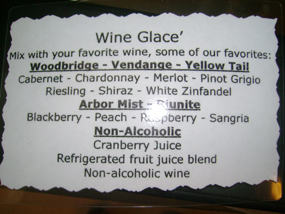 Wine Glace'
Mix with your favorite wine, some of our favorites:
Woodbridge - Vendange - Yellow Tail
Cabernet - Chardonnay - Merlot - Pinot Grigio
Riesling - Shiraz - White Zinfandel
Arbor Mist - Riunite
Blackberry - Peach - Raspberry - Sangria
Non-Alcoholic
Cranberry Juice
Refrigerated fruit juice blend
Non-alcoholic wine